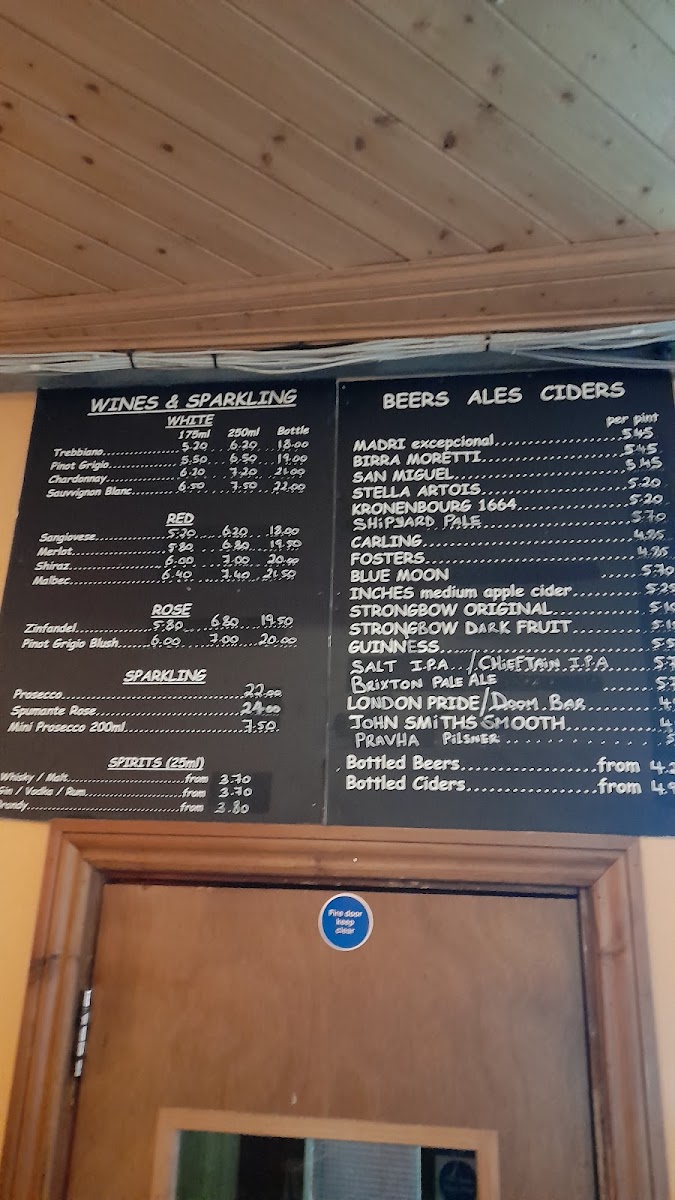 WINES & SPARKLING
WHITE
175ml 250ml Bottle
Trebbiano 5.20 6.20 18.00
Pinot Grigio 5.50 6.50 19.00
Chardonnay 6.20 7.20 21.00
Sauvignon Blanc 6.50 7.50 22.00
RED
Sangiovese 5.20 6.20 18.00
Merlot 5.80 6.80 19.50
Shiraz 6.00 7.00 20.00
Malbec 6.40 7.40 21.50
ROSE
Zinfandel 5.80 6.80 19.50
Pinot Grigio Blush 6.00 7.00 20.00
SPARKLING
Prosecco 22.00
Spumante Rose 24.00
Mini Prosecco 200ml 7.50
SPIRITS (25ml)
Whisky / Malt from 3.70
Gin / Vodka / Rum from 3.70
Brandy from 3.80
BEERS ALES CIDERS
per pint
MADRI excepcional 5.45
BIRRA MORETTI 5.45
SAN MIGUEL 5.45
STELLA ARTOIS 5.20
KRONENBOURG 1664 5.20
SHIPYARD PALE 5.70
CARLING 4.85
FOSTERS 4.85
BLUE MOON 5.70
INCHES medium apple cider 5.25
STRONGBOW ORIGINAL
STRONGBOW DARK FRUIT
GUINNESS
SALT I.P.A / CHIEFTAIN I.P.A
BRIXTON PALE ALE
LONDON PRIDE/DOOM BAR
JOHN SMITHS SMOOTH
PRAVHA PILSNER
Bottled Beers from
Bottled Ciders from
Fire door
keep
clear